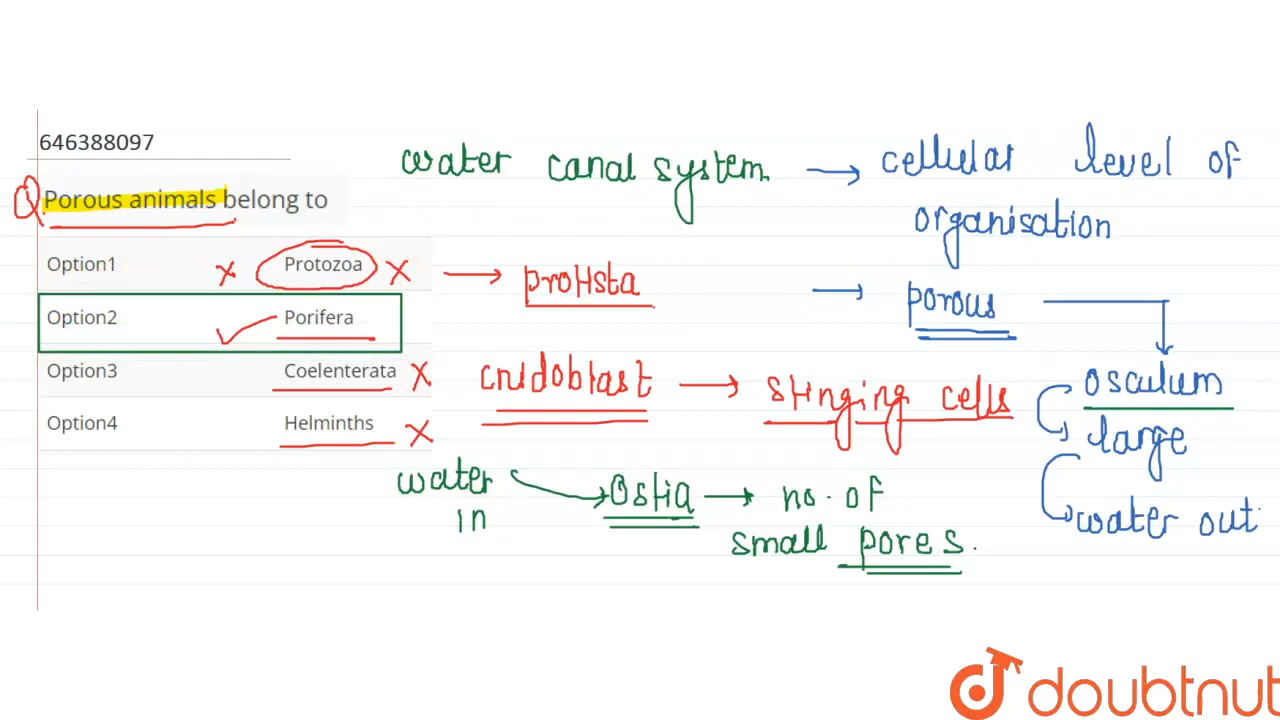 646388097
Q Porous animals belong to
Option1 x Protozoa x → protista
Option2 ✓ Porifera
Option3 Coelenterata x cnidoblast → stinging cells
Option4 Helminths x
water canal system → cellular level of
organisation
→ porous
osculum
large
water out
water → Ostia → no. of
in
small pores.
doubtnut